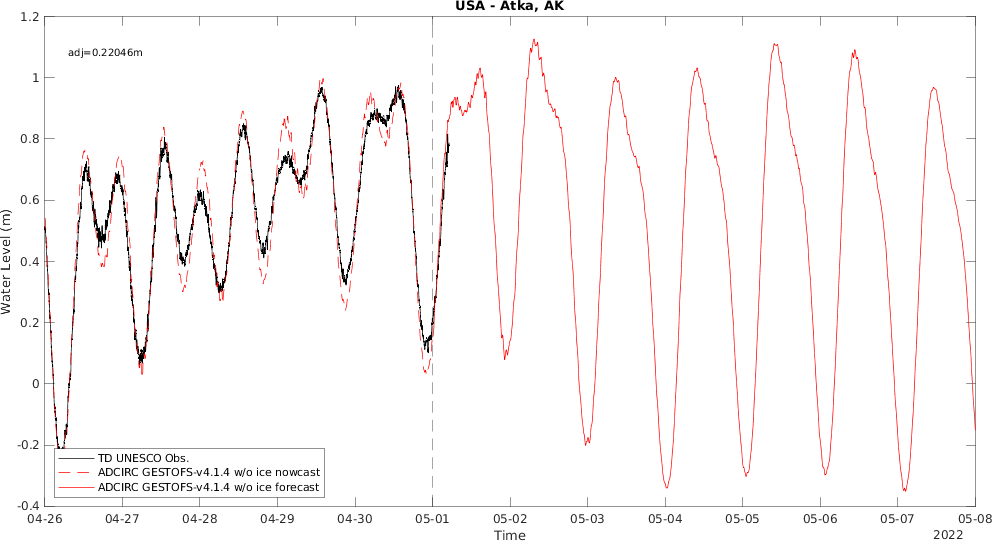 USA - Atka, AK
1.2
adj=0.22046m
1
0.8
0.6
0.4
0.2
0
-0.2
-0.4
Water Level (m)
TD UNESCO Obs.
ADCIRC GESTOFS-v4.1.4 w/o ice nowcast
ADCIRC GESTOFS-v4.1.4 w/o ice forecast
04-26 04-27 04-28 04-29 04-30 05-01 05-02 05-03 05-04 05-05 05-06 05-07 05-08
Time
2022